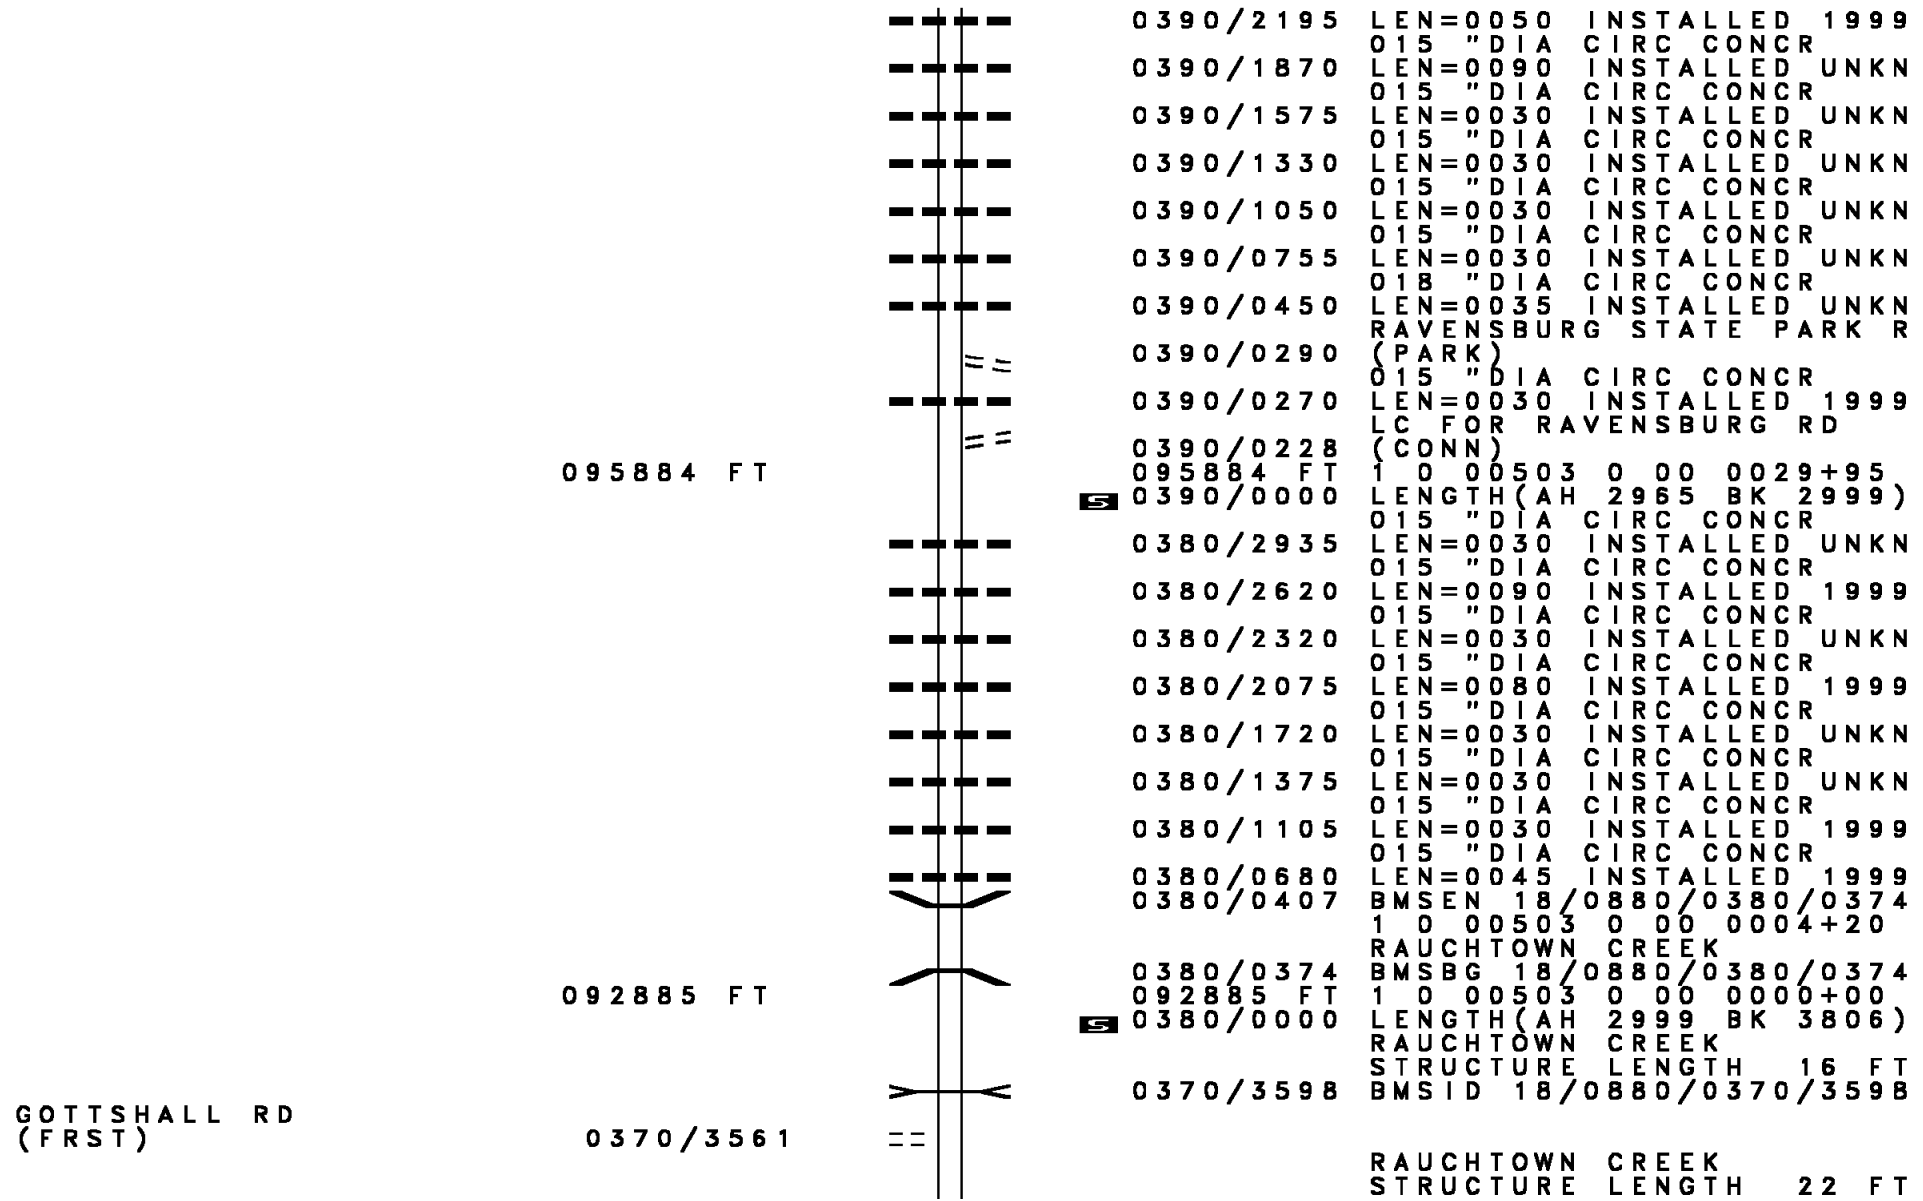 0390/2195 LEN=0050 INSTALLED 1999
015 "DIA CIRC CONCR
0390/1870 LEN=0090 INSTALLED UNKN
015 "DIA CIRC CONCR
0390/1575 LEN=0030 INSTALLED UNKN
015 "DIA CIRC CONCR
0390/1330 LEN=0030 INSTALLED UNKN
015 "DIA CIRC CONCR
0390/1050 LEN=0030 INSTALLED UNKN
015 "DIA CIRC CONCR
0390/0755 LEN=0030 INSTALLED UNKN
018 "DIA CIRC CONCR
0390/0450 LEN=0035 INSTALLED UNKN
RAVENSBURG STATE PARK R
0390/0290 (PARK)
015 "DIA CIRC CONCR
0390/0270 LEN=0030 INSTALLED 1999
LC FOR RAVENSBURG RD
0390/0228 (CONN)
095884 FT 095884 FT 1 0 00503 0 00 0029+95
S 0390/0000 LENGTH(AH 2965 BK 2999)
015 "DIA CIRC CONCR
0380/2935 LEN=0030 INSTALLED UNKN
015 "DIA CIRC CONCR
0380/2620 LEN=0090 INSTALLED 1999
015 "DIA CIRC CONCR
0380/2320 LEN=0030 INSTALLED UNKN
015 "DIA CIRC CONCR
0380/2075 LEN=0080 INSTALLED 1999
015 "DIA CIRC CONCR
0380/1720 LEN=0030 INSTALLED UNKN
015 "DIA CIRC CONCR
0380/1375 LEN=0030 INSTALLED UNKN
015 "DIA CIRC CONCR
0380/1105 LEN=0030 INSTALLED 1999
015 "DIA CIRC CONCR
0380/0680 LEN=0045 INSTALLED 1999
0380/0407 BMSEN 18/0880/0380/0374
1 0 00503 0 00 0004+20
RAUCHTOWN CREEK
0380/0374 BMSBG 18/0880/0380/0374
092885 FT 092885 FT 1 0 00503 0 00 0000+00
S 0380/0000 LENGTH(AH 2999 BK 3806)
RAUCHTOWN CREEK
STRUCTURE LENGTH 16 FT
0370/3598 BMSID 18/0880/0370/3598
GOTTSHALL RD
(FRST) 0370/3561
RAUCHTOWN CREEK
STRUCTURE LENGTH 22 FT